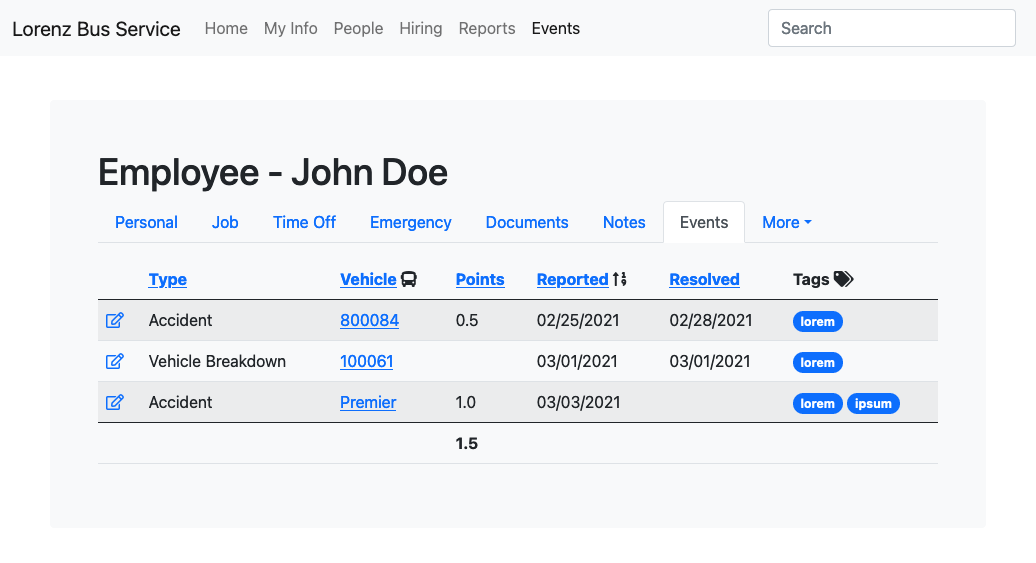 Lorenz Bus Service Home My Info People Hiring Reports Events Search
Employee - John Doe
Personal Job Time Off Emergency Documents Notes Events More
Type Vehicle Points Reported Resolved Tags
Accident 800084 0.5 02/25/2021 02/28/2021 lorem
Vehicle Breakdown 100061 03/01/2021 03/01/2021 lorem
Accident Premier 1.0 03/03/2021 lorem ipsum
1.5